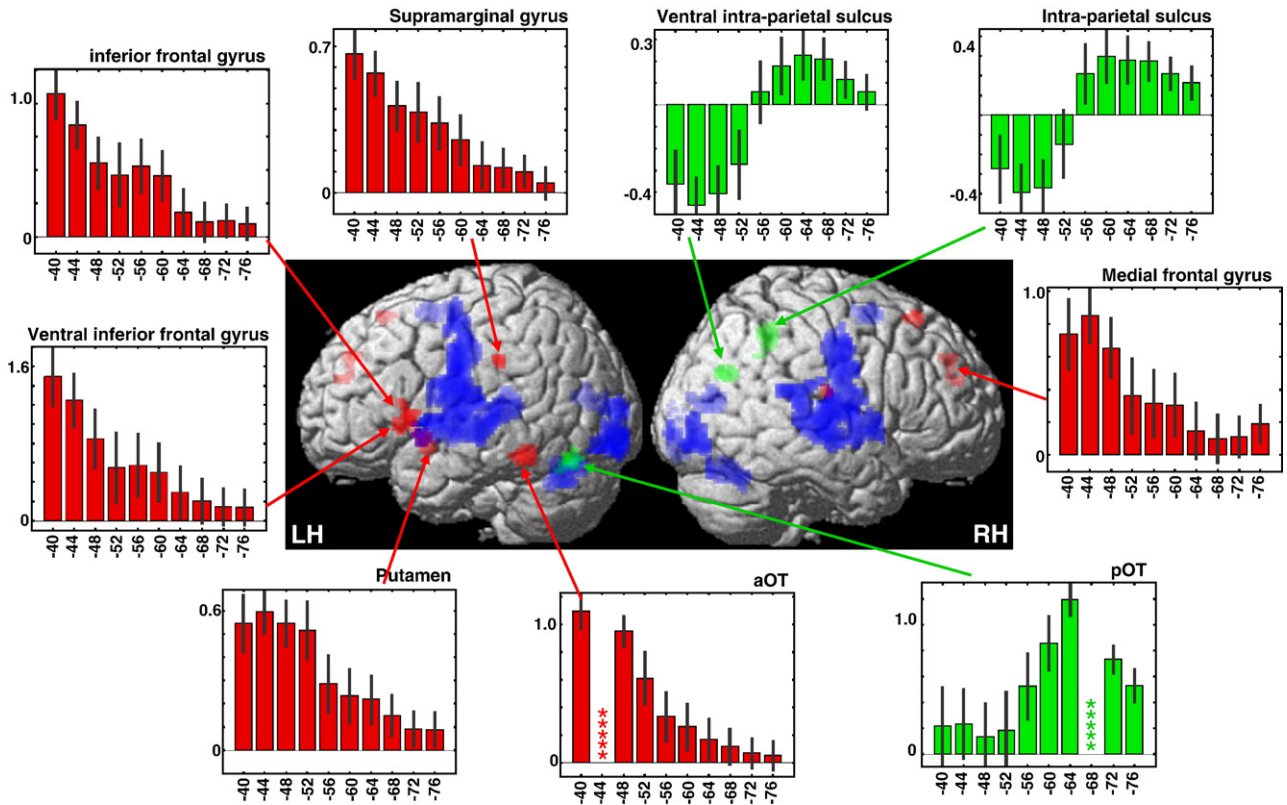 Supramarginal gyrus
Ventral intra-parietal sulcus
Intra-parietal sulcus
inferior frontal gyrus
1.0
0
-40 -44 -48 -52 -56 -60 -64 -68 -72 -76
0.7
0
-40 -44 -48 -52 -56 -60 -64 -68 -72 -76
0.3
-0.4
-40 -44 -48 -52 -56 -60 -64 -68 -72 -76
0.4
-0.4
-40 -44 -48 -52 -56 -60 -64 -68 -72 -76
Ventral inferior frontal gyrus
1.6
0
-40 -44 -48 -52 -56 -60 -64 -68 -72 -76
LH
RH
Medial frontal gyrus
1.0
0
-40 -44 -48 -52 -56 -60 -64 -68 -72 -76
Putamen
0.6
0
-40 -44 -48 -52 -56 -60 -64 -68 -72 -76
aOT
1.0
0
*****
-40 -44 -48 -52 -56 -60 -64 -68 -72 -76
pOT
1.0
0
*****
-40 -44 -48 -52 -56 -60 -64 -68 -72 -76